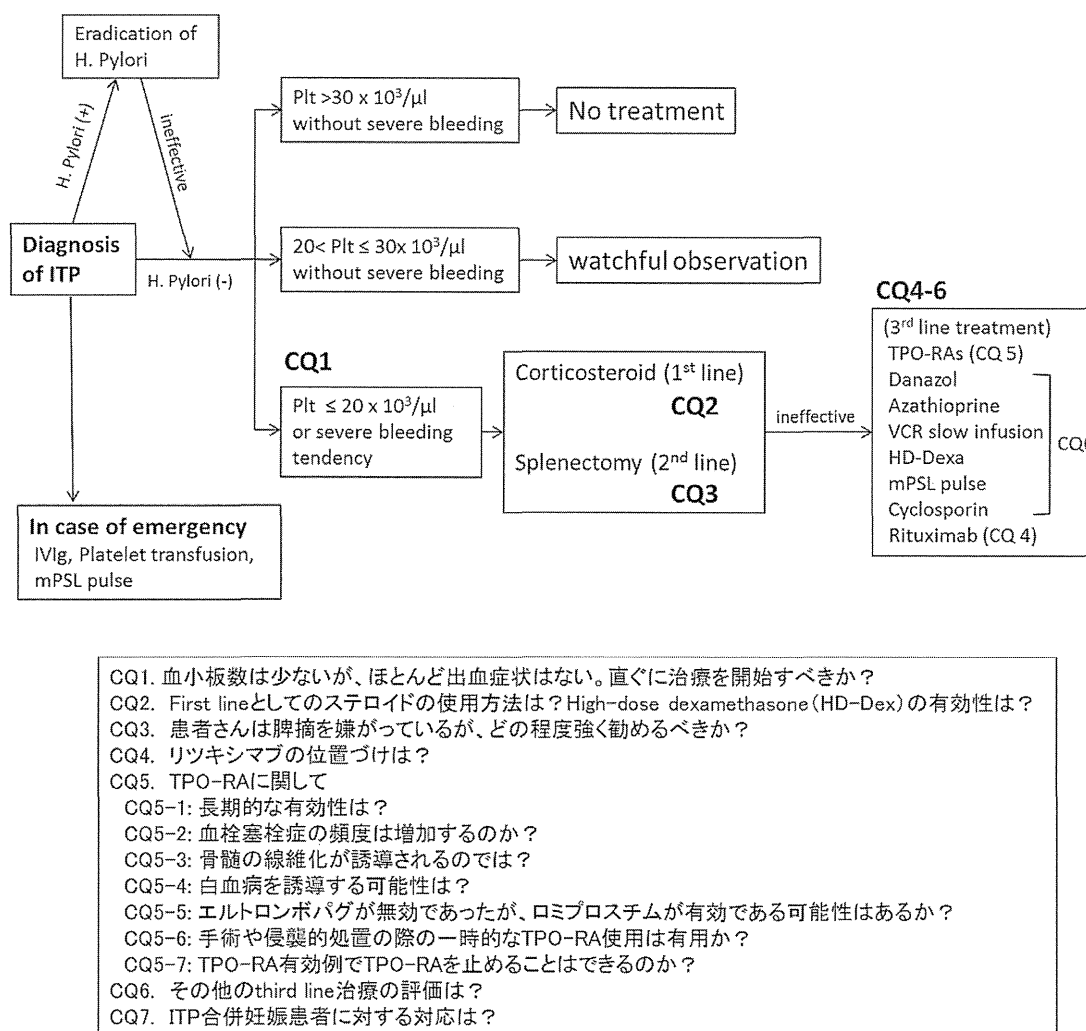 Eradication of
H. Pylori
H. Pylori (+)
ineffective
Diagnosis
of ITP
H. Pylori (-)
Plt >30 x 10³/µl
without severe bleeding
No treatment
20< Plt ≤ 30x 10³/µl
without severe bleeding
watchful observation
CQ1
Plt ≤ 20 x 10³/µl
or severe bleeding
tendency
Corticosteroid (1st line)
CQ2
Splenectomy (2nd line)
CQ3
ineffective
CQ4-6
(3rd line treatment)
TPO-RAs (CQ 5)
Danazol
Azathioprine
VCR slow infusion
HD-Dexa
mPSL pulse
Cyclosporin
Rituximab (CQ 4)
In case of emergency
IVIg, Platelet transfusion,
mPSL pulse
CQ1. 血小板数は少ないが、ほとんど出血症状はない。直ぐに治療を開始すべきか？
CQ2. First lineとしてのステロイドの使用方法は？High-dose dexamethasone（HD-Dex）の有効性は？
CQ3. 患者さんは脾摘を嫌がっているが、どの程度強く勧めるべきか？
CQ4. リツキシマブの位置づけは？
CQ5. TPO-RAに関して
CQ5-1: 長期的な有効性は？
CQ5-2: 血栓塞栓症の頻度は増加するのか？
CQ5-3: 骨髄の線維化が誘導されるのでは？
CQ5-4: 白血病を誘導する可能性は？
CQ5-5: エルトロンボパグが無効であったが、ロミプロスチムが有効である可能性はあるか？
CQ5-6: 手術や侵襲的処置の際の一時的なTPO-RA使用は有用か？
CQ5-7: TPO-RA有効例でTPO-RAを止めることはできるのか？
CQ6. その他のthird line治療の評価は？
CQ7. ITP合併妊娠患者に対する対応は？